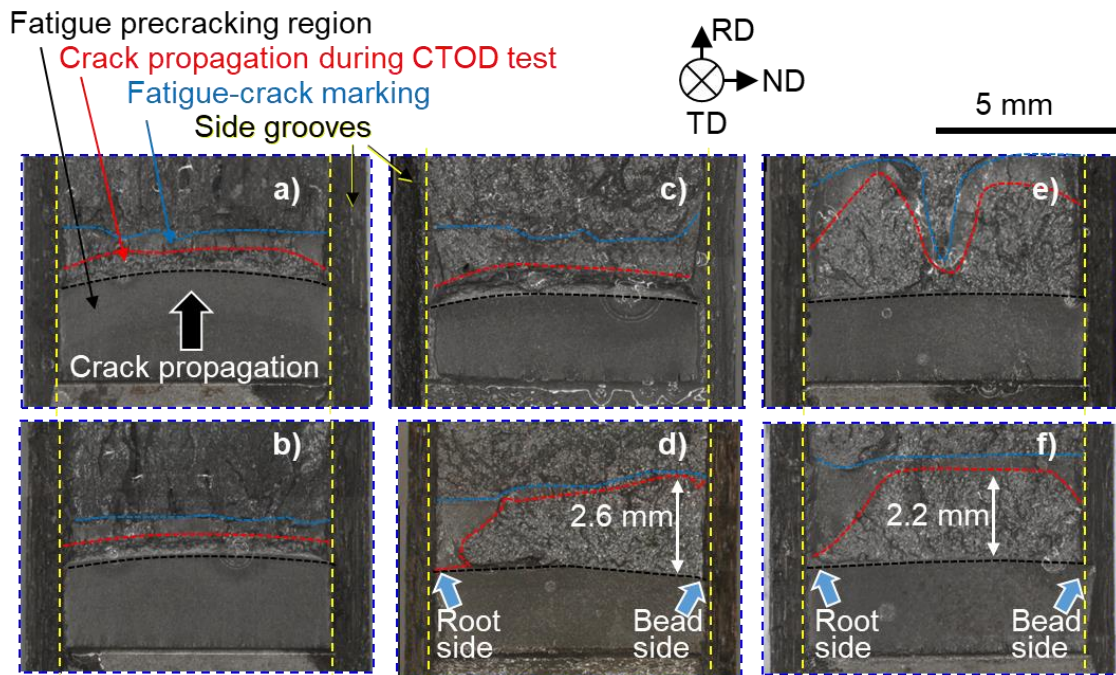 Fatigue precracking region
Crack propagation during CTOD test
Fatigue-crack marking
Side grooves
RD
ND
TD
5 mm
a)
c)
e)
Crack propagation
b)
d)
f)
2.6 mm
2.2 mm
Root
side
Bead
side
Root
side
Bead
side